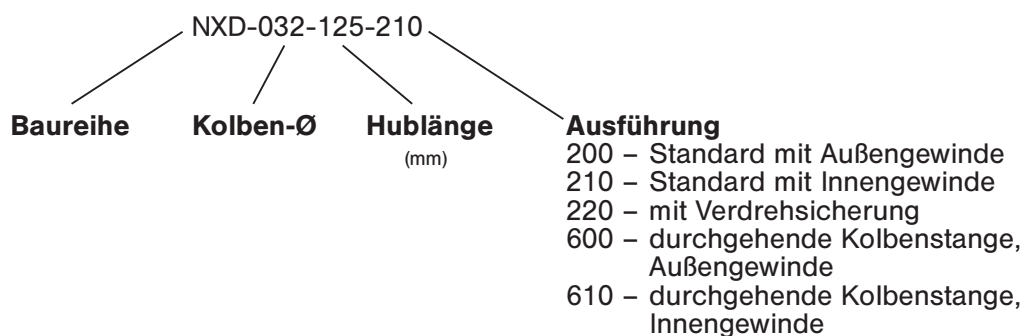 NXD-032-125-210
Baureihe Kolben-Ø Hublänge Ausführung
(mm)
200 – Standard mit Außengewinde
210 – Standard mit Innengewinde
220 – mit Verdrehsicherung
600 – durchgehende Kolbenstange,
Außengewinde
610 – durchgehende Kolbenstange,
Innengewinde